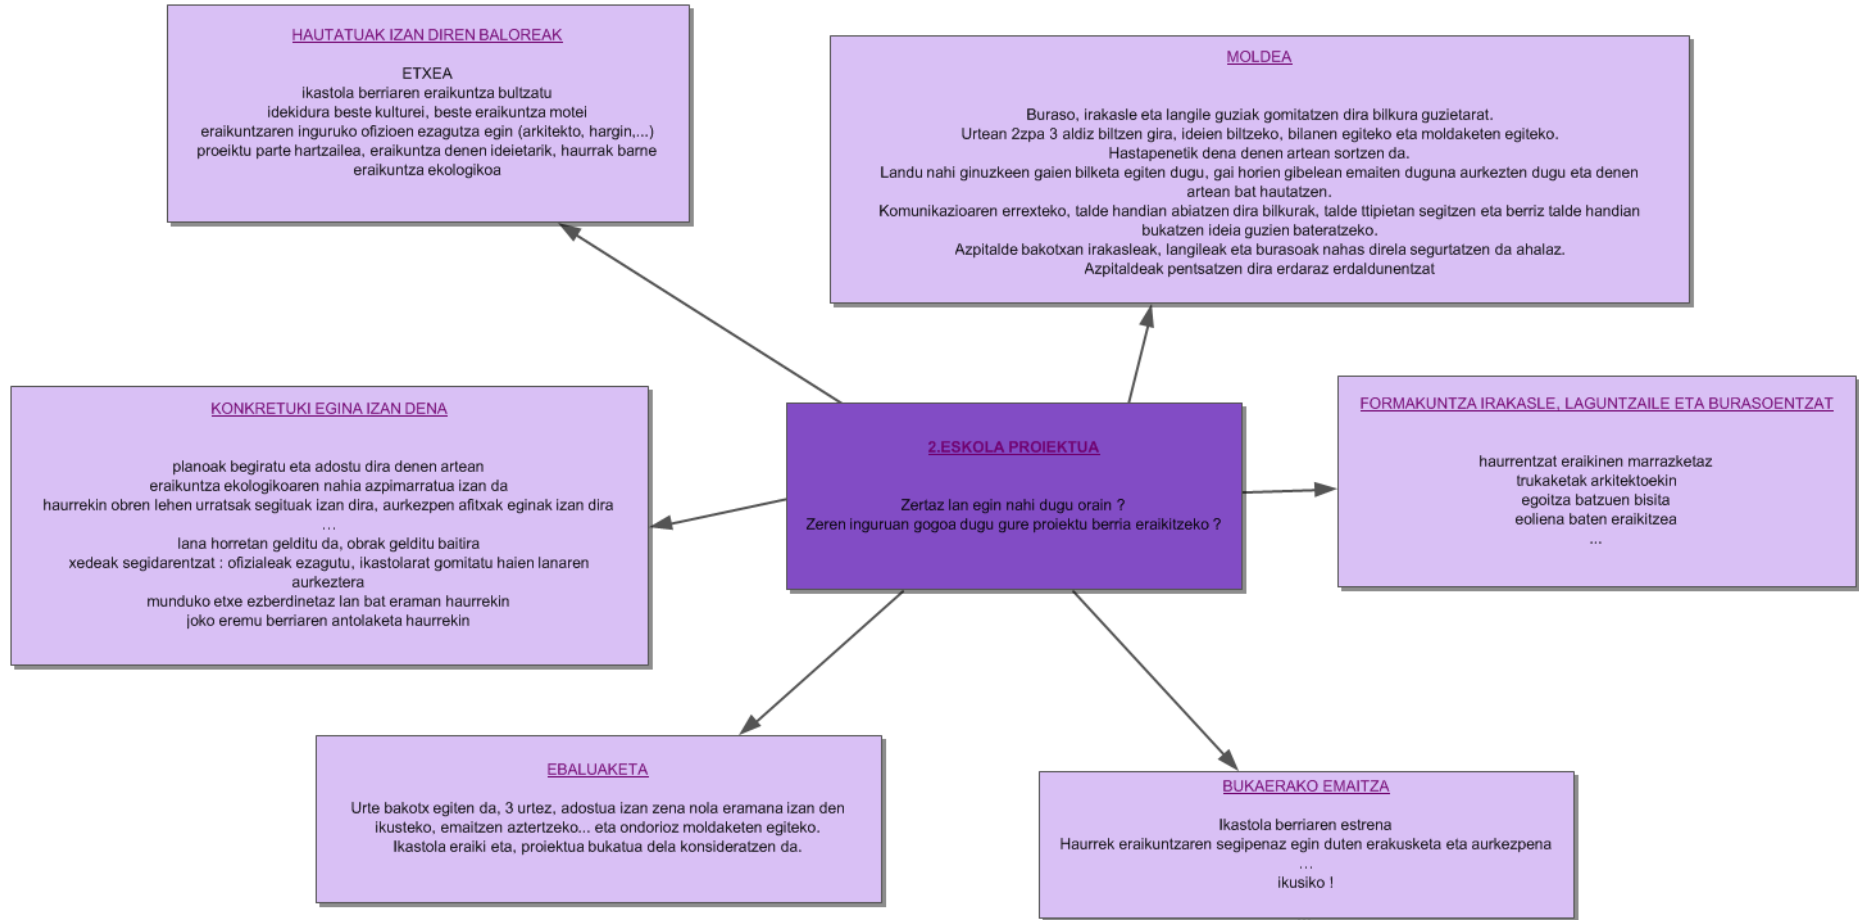 HAUTATUAK IZAN DIREN BALOREAK
ETXEA
ikastola berriaren eraikuntza bultzatu
idekidura beste kulturei, beste eraikuntza motei
eraikuntzaren inguruko ofizioen ezagutza egin (arkitekto, hargin,...)
proeiktu parte hartzailea, eraikuntza denen ideietarik, haurrak barne
eraikuntza ekologikoa
MOLDEA
Buraso, irakasle eta langile guziak gomitatzen dira bilkura guzietarat.
Urtean 2zpa 3 aldiz biltzen gira, ideien biltzeko, bilanen egiteko eta moldaketen egiteko.
Hastapenetik dena denen artean sortzen da.
Landu nahi ginuzkeen gaien bilketa egiten dugu, gai horien gibelean emaiten duguna aurkezten dugu eta denen
artean bat hautatzen.
Komunikazioaren errexteko, talde handian abiatzen dira bilkurak, talde ttipietan segitzen eta berriz talde handian
bukatzen ideia guzien bateratzeko.
Azpitalde bakotxan irakasleak, langileak eta burasoak nahas direla segurtatzen da ahalaz.
Azpitaldeak pentsatzen dira erdaraz erdaldunentzat
KONKRETUKI EGINA IZAN DENA
planoak begiratu eta adostu dira denen artean
eraikuntza ekologikoaren nahia azpimarratua izan da
haurrekin obren lehen urratsak segituak izan dira, aurkezpen afitxak eginak izan dira
...
lana horretan gelditu da, obrak gelditu baitira
xedeak segidarentzat : ofizialeak ezagutu, ikastolarat gomitatu haien lanaren
aurkeztera
munduko etxe ezberdinetaz lan bat eraman haurrekin
joko eremu berriaren antolaketa haurrekin
2.ESKOLA PROIEKTUA
Zertaz lan egin nahi dugu orain ?
Zeren inguruan gogoa dugu gure proiektu berria eraikitzeko ?
FORMAKUNTZA IRAKASLE, LAGUNTZAILE ETA BURASOENTZAT
haurrentzat eraikinen marrazketaz
trukaketak arkitektoekin
egoitza batzuen bisita
eoliena baten eraikitzea
...
EBALUAKETA
Urte bakotx egiten da, 3 urtez, adostua izan zena nola eramana izan den
ikusteko, emaitzen aztertzeko... eta ondorioz moldaketen egiteko.
Ikastola eraiki eta, proiektua bukatua dela konsideratzen da.
BUKAERAKO EMAITZA
Ikastola berriaren estrena
Haurrek eraikuntzaren segipenaz egin duten erakusketa eta aurkezpena
...
ikusiko !